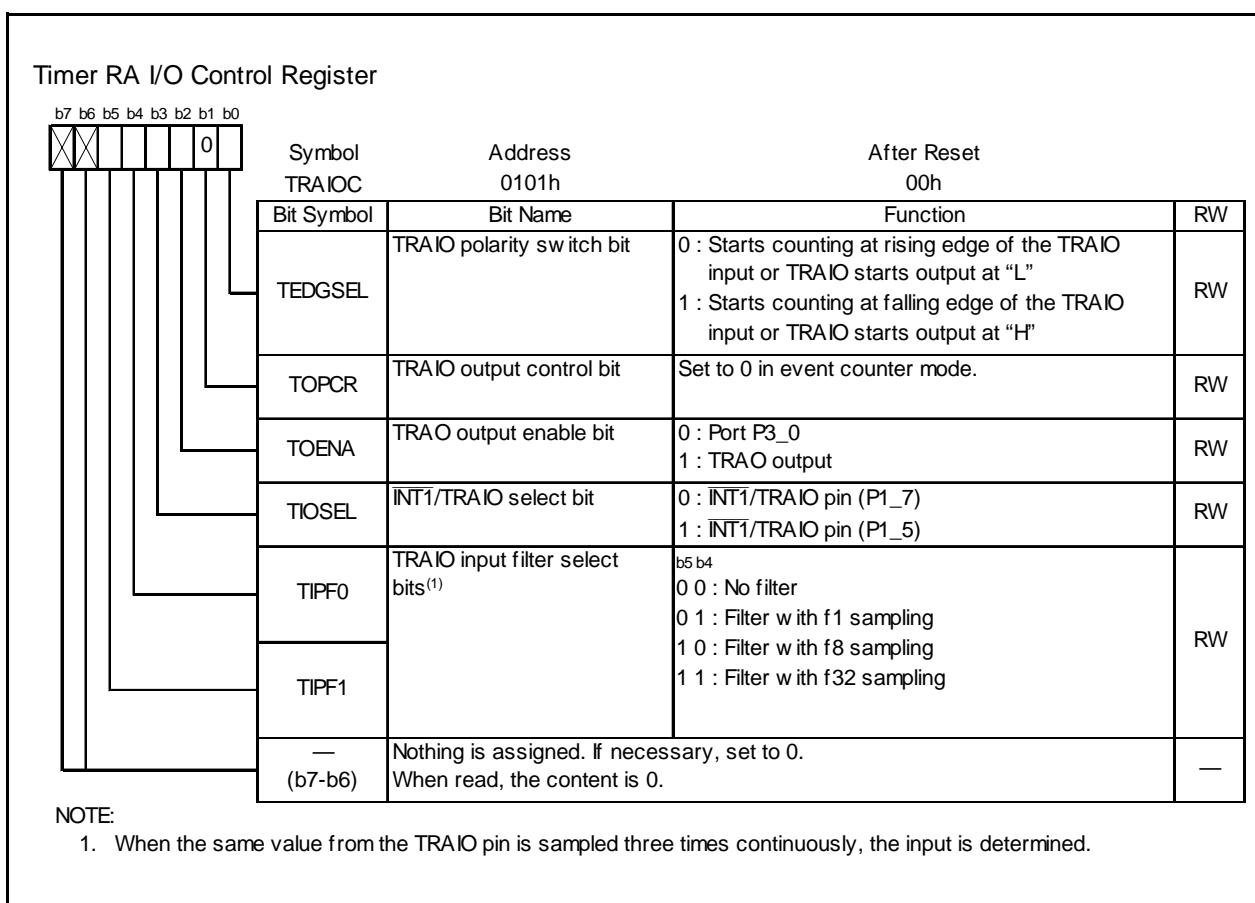 Timer RA I/O Control Register
b7 b6 b5 b4 b3 b2 b1 b0
0
Symbol Address After Reset
TRAIOC 0101h 00h
Bit Symbol Bit Name Function RW
TEDGSEL TRAIO polarity switch bit 0 : Starts counting at rising edge of the TRAIO
input or TRAIO starts output at “L”
1 : Starts counting at falling edge of the TRAIO
input or TRAIO starts output at “H”
RW
TOPCR TRAIO output control bit Set to 0 in event counter mode. RW
TOENA TRAO output enable bit 0 : Port P3_0
1 : TRAO output
RW
TIOSEL INT1/TRAIO select bit 0 : INT1/TRAIO pin (P1_7)
1 : INT1/TRAIO pin (P1_5)
RW
TIPF0 TRAIO input filter select
bits(1)
b5 b4
0 0 : No filter
0 1 : Filter with f1 sampling
1 0 : Filter with f8 sampling
1 1 : Filter with f32 sampling
RW
TIPF1
—
(b7-b6)
Nothing is assigned. If necessary, set to 0.
When read, the content is 0.
—
NOTE:
1. When the same value from the TRAIO pin is sampled three times continuously, the input is determined.